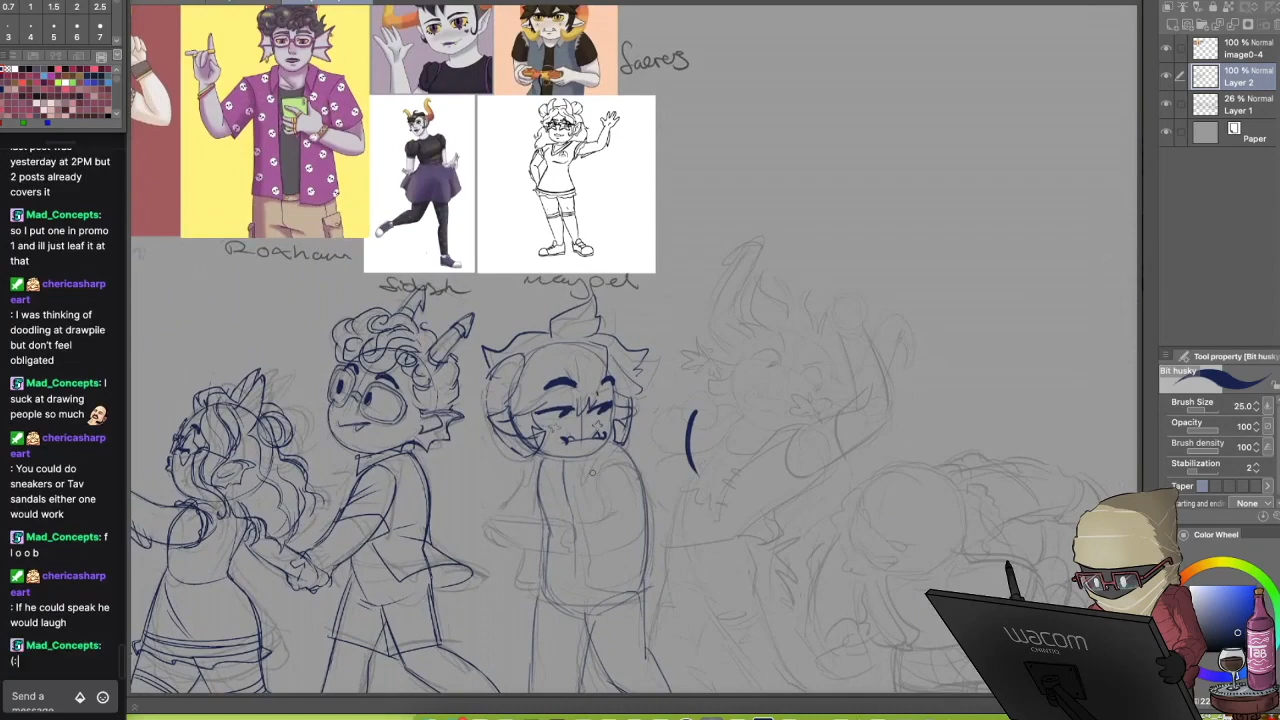 0.7 1 1.5 2 2.5
3 4 5 6 7
last post was
yesterday at 2PM but
2 posts already
covers it
Mad_Concepts:
so I put one in promo
1 and ill just leaf it at
that
chericasharp
eart
: I was thinking of
doodling at drawpile
but don't feel
obligated
Mad_Concepts: I
suck at drawing
people so much
chericasharp
eart
: You could do
sneakers or Tav
sandals either one
would work
Mad_Concepts: f
l o o b
chericasharp
eart
: If he could speak he
would laugh
Mad_Concepts:
(:|
Send a
message
Roxham
Maypel
100 % Normal
image0-4
100 % Normal
Layer 2
26 % Normal
Layer 1
Paper
Tool property [Bit husky]
Bit husky
Brush Size 25.0
Opacity 100
Brush density 100
Stabilization 2
Taper
None
Color Wheel
wacom
CINTIQ
TAB